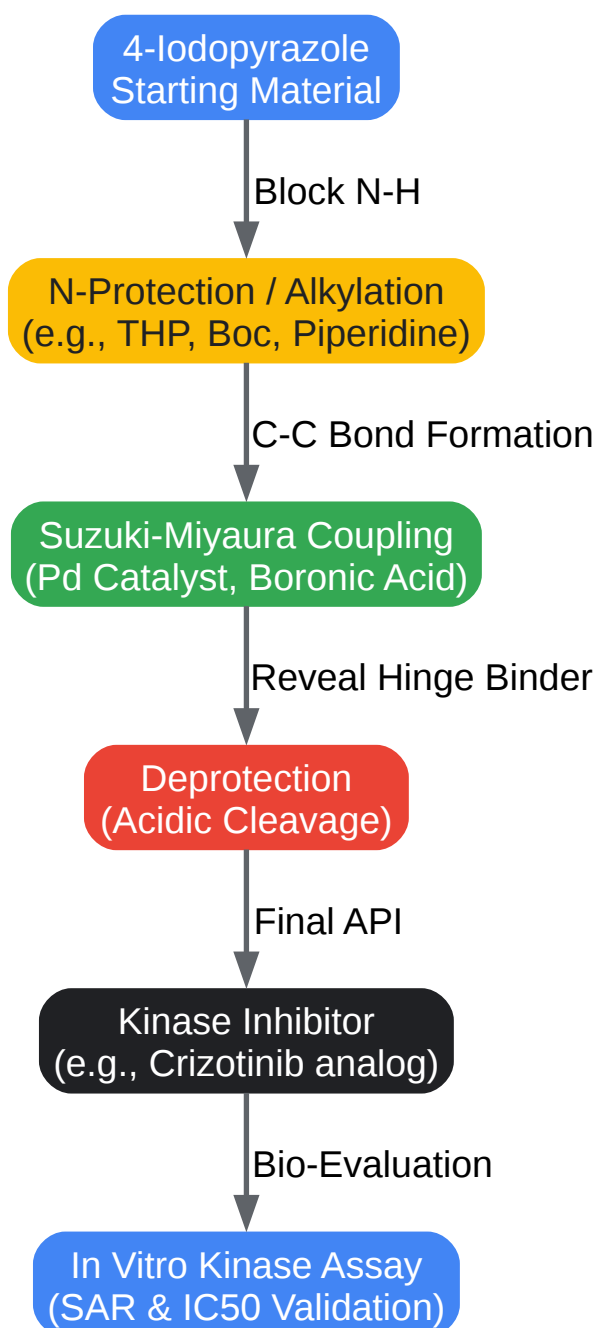 4-Iodopyrazole
Starting Material
Block N-H
N-Protection / Alkylation
(e.g., THP, Boc, Piperidine)
C-C Bond Formation
Suzuki-Miyaura Coupling
(Pd Catalyst, Boronic Acid)
Reveal Hinge Binder
Deprotection
(Acidic Cleavage)
Final API
Kinase Inhibitor
(e.g., Crizotinib analog)
Bio-Evaluation
In Vitro Kinase Assay
(SAR & IC50 Validation)